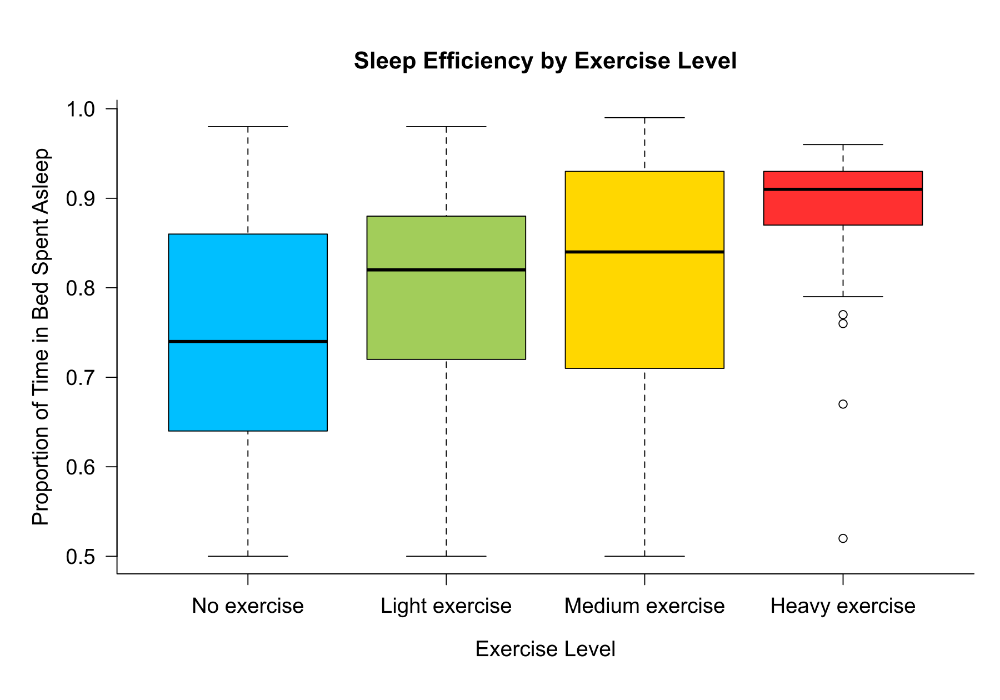 Sleep Efficiency by Exercise Level
Proportion of Time in Bed Spent Asleep
1.0
0.9
0.8
0.7
0.6
0.5
No exercise
Light exercise
Medium exercise
Heavy exercise
Exercise Level